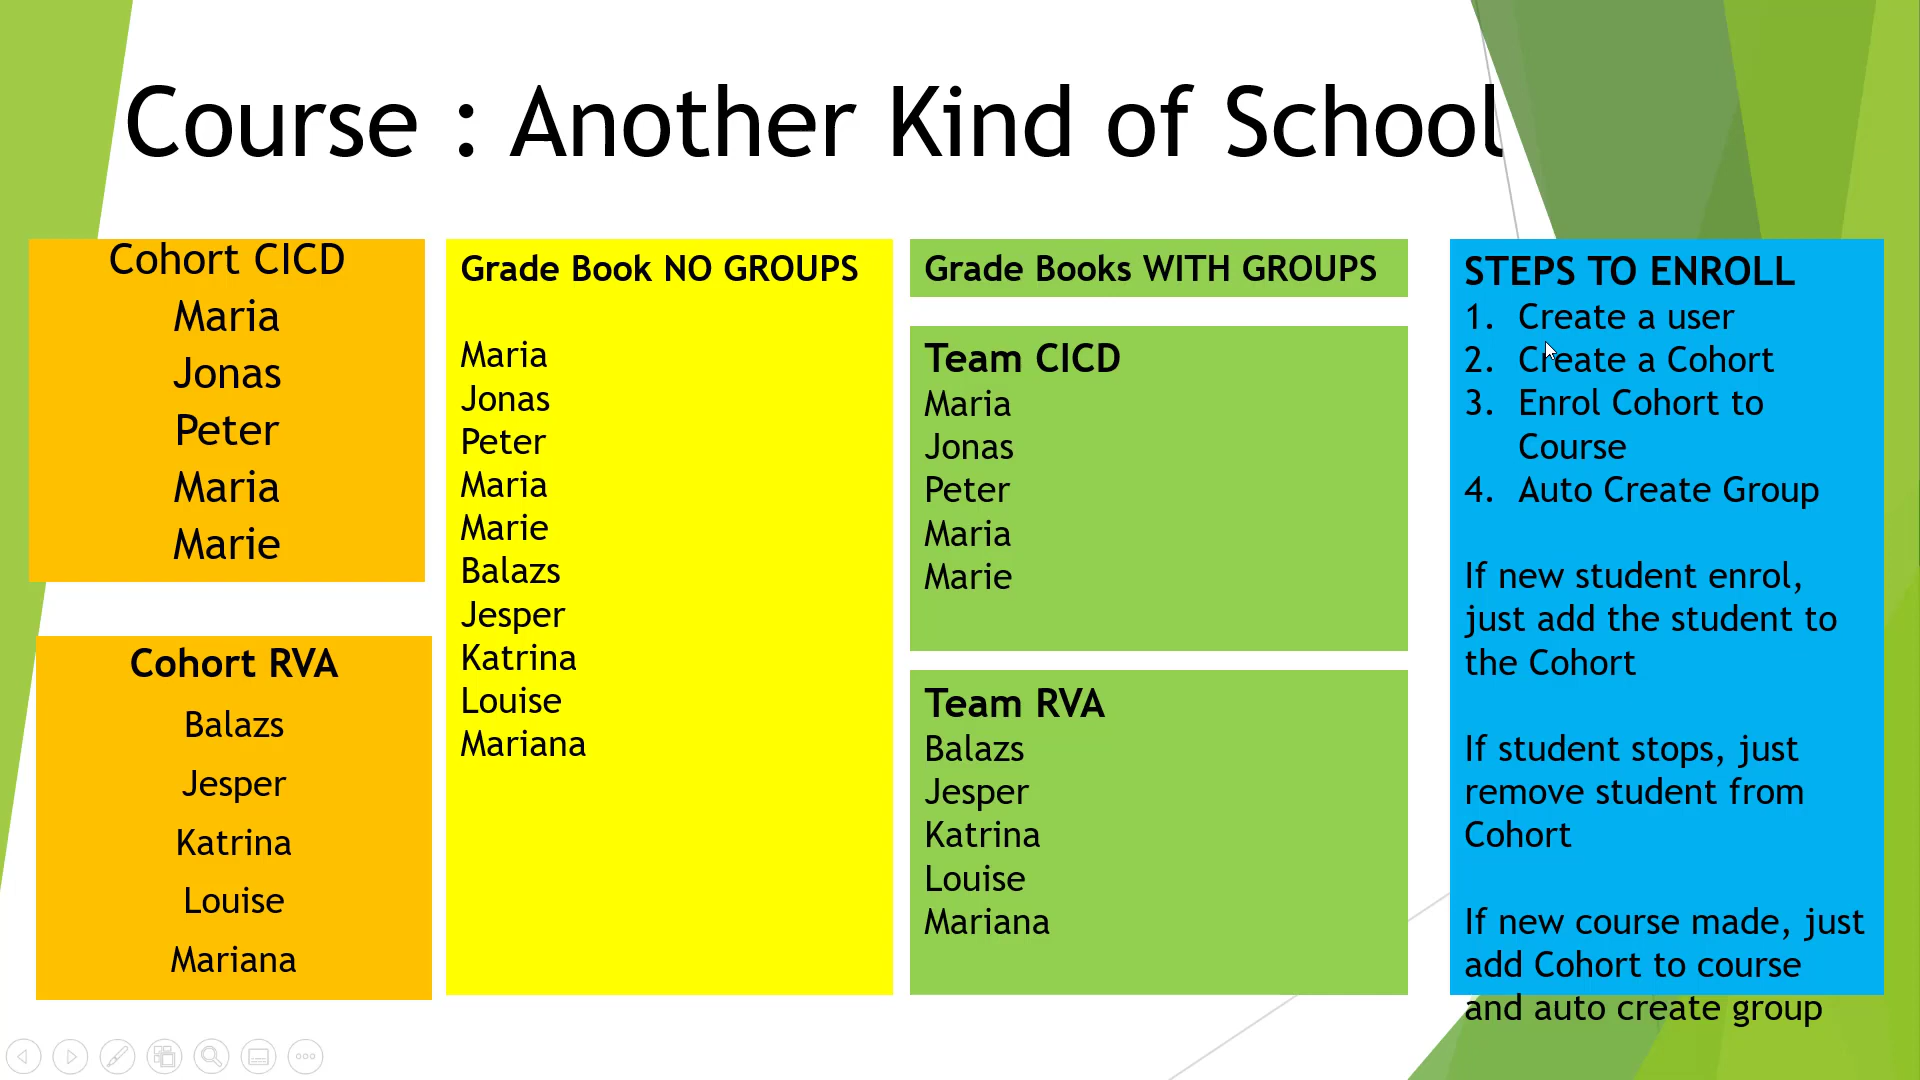 Course : Another Kind of School
Cohort CICD
Maria
Jonas
Peter
Maria
Marie
Cohort RVA
Balazs
Jesper
Katrina
Louise
Mariana
Grade Book NO GROUPS
Maria
Jonas
Peter
Maria
Marie
Balazs
Jesper
Katrina
Louise
Mariana
Grade Books WITH GROUPS
Team CICD
Maria
Jonas
Peter
Maria
Marie
Team RVA
Balazs
Jesper
Katrina
Louise
Mariana
STEPS TO ENROLL
1. Create a user
2. Create a Cohort
3. Enrol Cohort to
Course
4. Auto Create Group
If new student enrol,
just add the student to
the Cohort
If student stops, just
remove student from
Cohort
If new course made, just
add Cohort to course
and auto create group